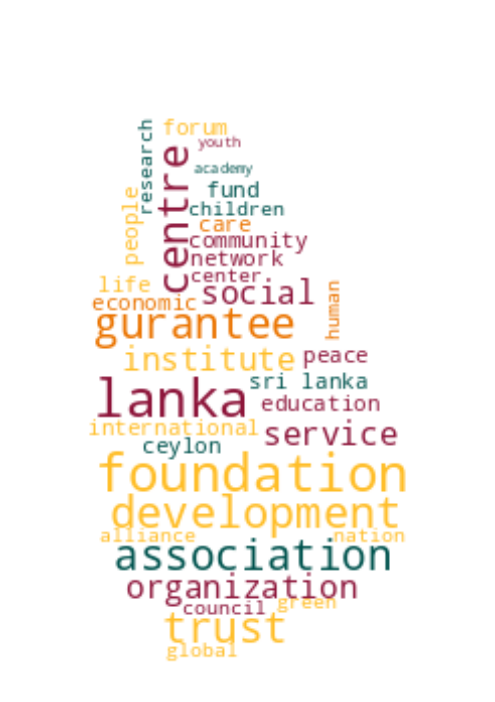 forum
youth
research
centre
academy
people
fund
children
care
community
network
center
life
social
economic
human
gurantee
institute
peace
lanka
sri lanka
education
international
service
ceylon
foundation
development
alliance
nation
association
organization
council
green
trust
global